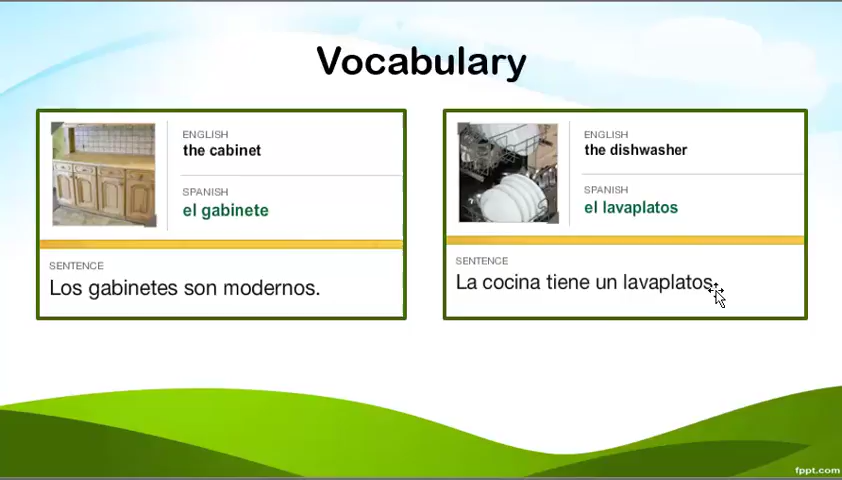 Vocabulary
ENGLISH
the cabinet
SPANISH
el gabinete
SENTENCE
Los gabinetes son modernos.
ENGLISH
the dishwasher
SPANISH
el lavaplatos
SENTENCE
La cocina tiene un lavaplatos.
fppt.com